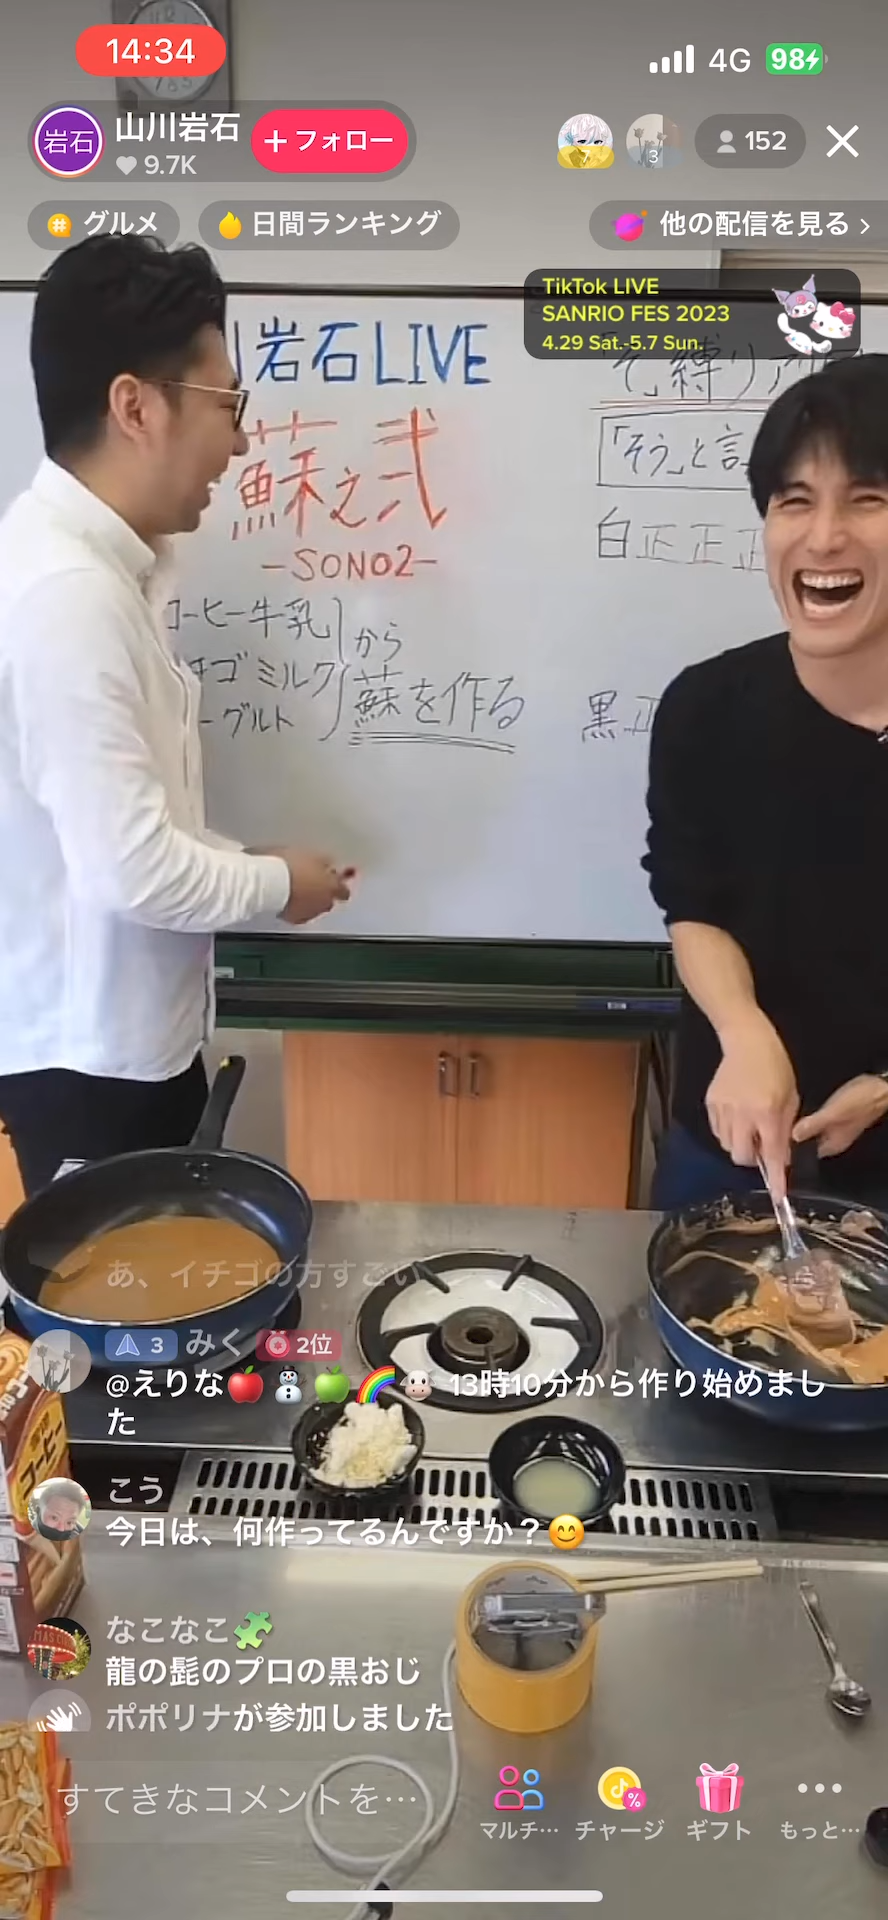 14:34
4G
98
岩石
山川岩石
9.7K
+ フォロー
3
152
グルメ
日間ランキング
他の配信を見る
TikTok LIVE
SANRIO FES 2023
4.29 Sat.-5.7 Sun.
岩石LIVE
蘇之弐
-SONO2-
コーヒー牛乳
チゴミルク
ーグルト
から
蘇を作る
「そ」縛り
「そう」と言
白正正正
黒正
あ、イチゴの方すごい
3 みく 2位
@えりな🍎⛄🍏🌈🐮 13時10分から作り始めまし
た
コーヒー
こう
今日は、何作ってるんですか？😊
なこなこ🧩
龍の髭のプロの黒おじ
ポポリナが参加しました
すてきなコメントを…
マルチ…
チャージ
ギフト
もっと…